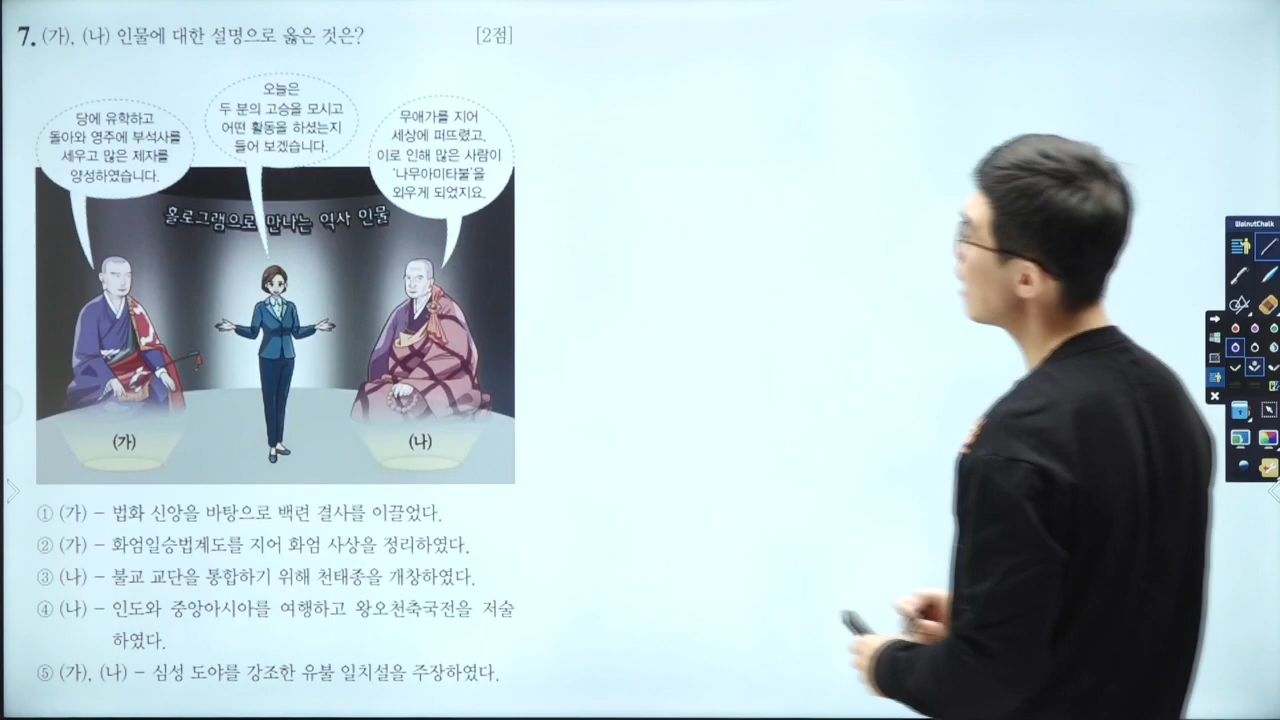 7. (가), (나) 인물에 대한 설명으로 옳은 것은? [2점]
당에 유학하고
돌아와 영주에 부석사를
세우고 많은 제자를
양성하였습니다.
오늘은
두 분의 고승을 모시고
어떤 활동을 하셨는지
들어 보겠습니다.
무애가를 지어
세상에 퍼뜨렸고,
이로 인해 많은 사람이
'나무아미타불'을
외우게 되었지요.
홀로그램으로 만나는 역사 인물
(가)
(나)
① (가) - 법화 신앙을 바탕으로 백련 결사를 이끌었다.
② (가) - 화엄일승법계도를 지어 화엄 사상을 정리하였다.
③ (나) - 불교 교단을 통합하기 위해 천태종을 개창하였다.
④ (나) - 인도와 중앙아시아를 여행하고 왕오천축국전을 저술
하였다.
⑤ (가), (나) - 심성 도야를 강조한 유불 일치설을 주장하였다.
WalnutChalk